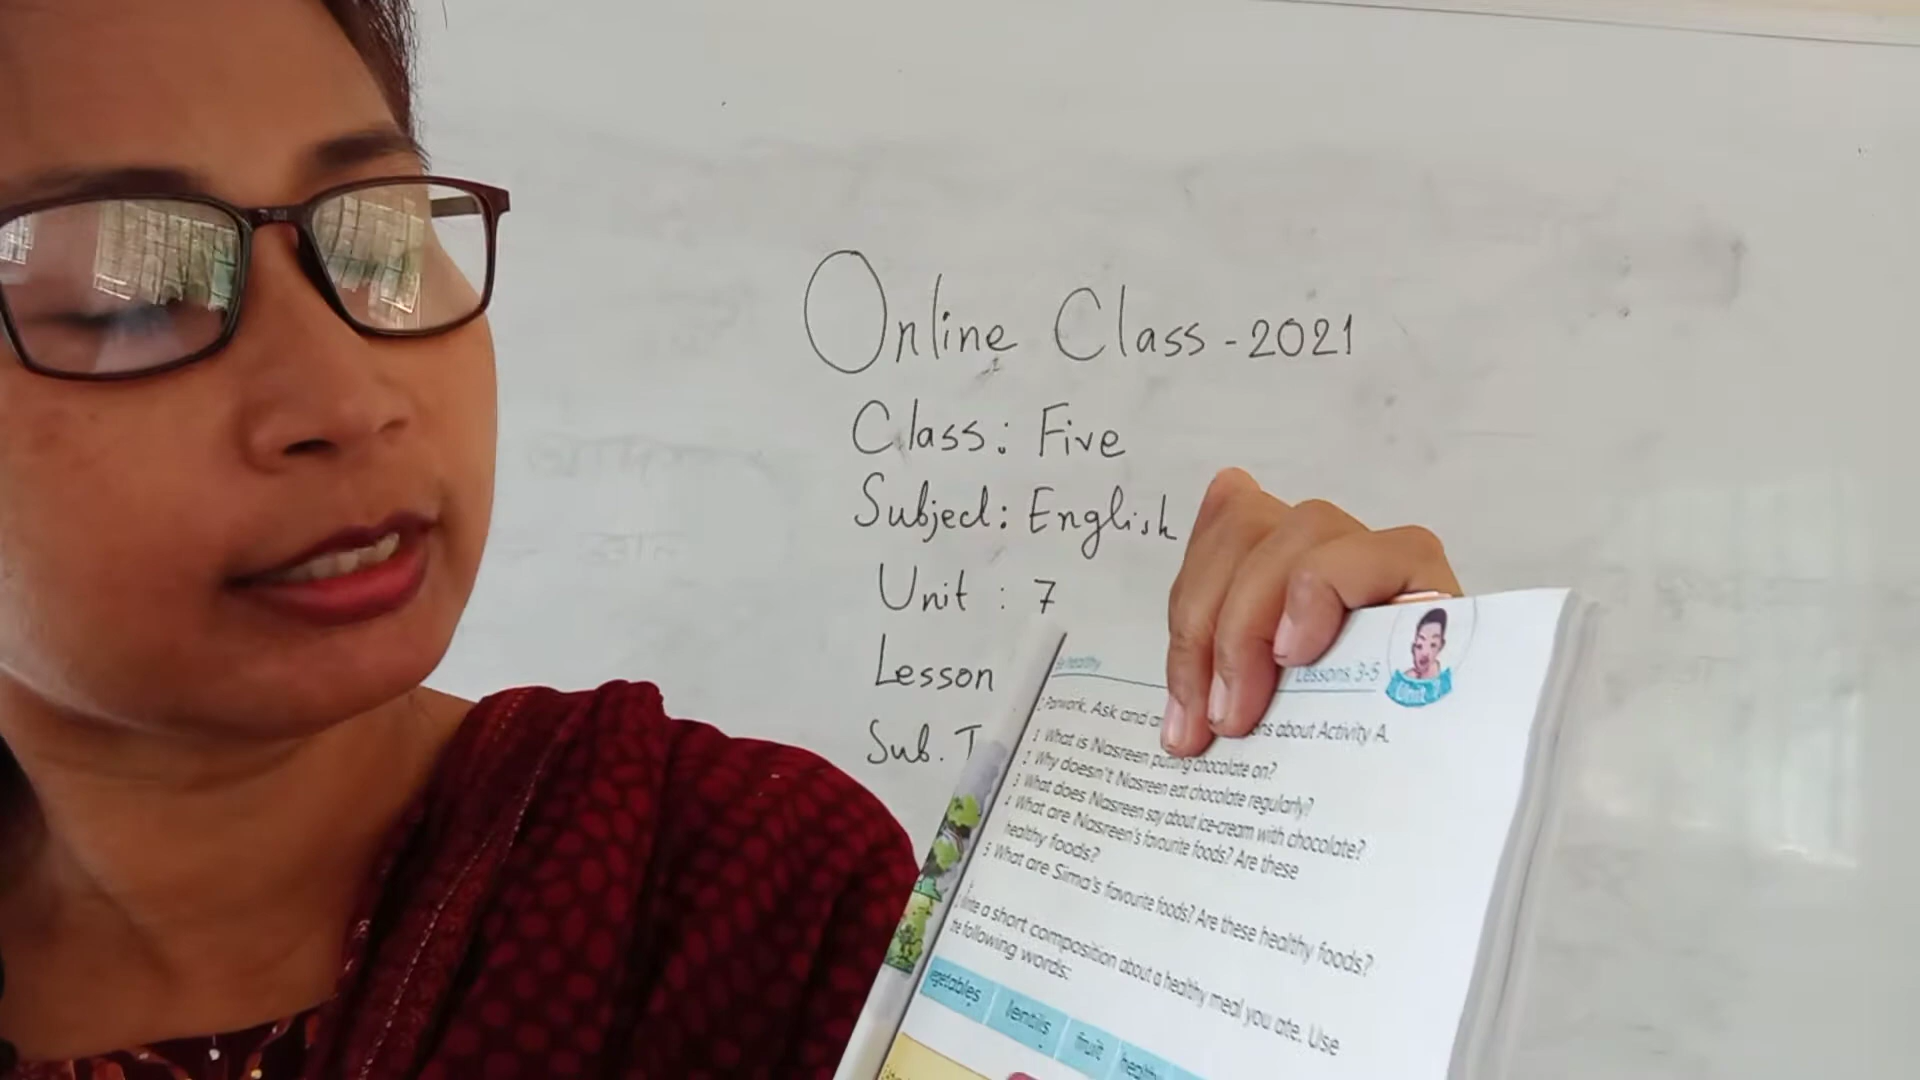 Online Class - 2021
Class: Five
Subject: English
Unit : 7
Lesson
Sub. T
Be healthy
Lessons 3-5
Unit 7
Pairwork. Ask and about Activity A.
1 What is Nasreen putting chocolate on?
2 Why doesn't Nasreen eat chocolate regularly?
3 What does Nasreen say about ice-cream with chocolate?
4 What are Nasreen's favourite foods? Are these
healthy foods?
5 What are Sima's favourite foods? Are these healthy foods?
Write a short composition about a healthy meal you ate. Use
the following words:
vegetables lentils fruit healthy